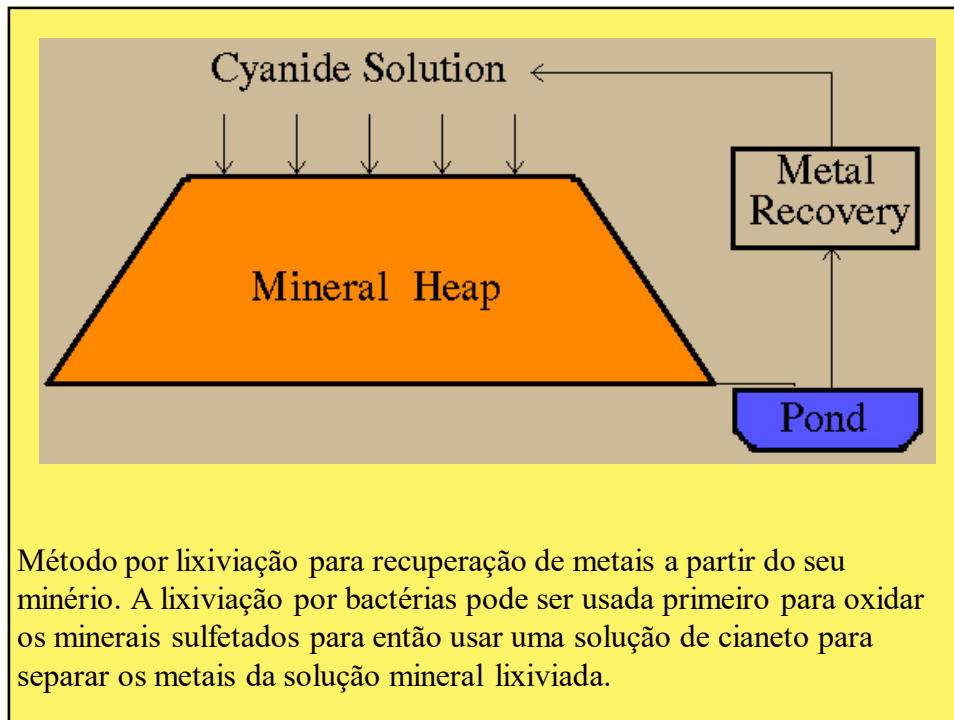 Cyanide Solution
Metal
Recovery
Mineral Heap
Pond
Método por lixiviação para recuperação de metais a partir do seu
minério. A lixiviação por bactérias pode ser usada primeiro para oxidar
os minerais sulfetados para então usar uma solução de cianeto para
separar os metais da solução mineral lixiviada.